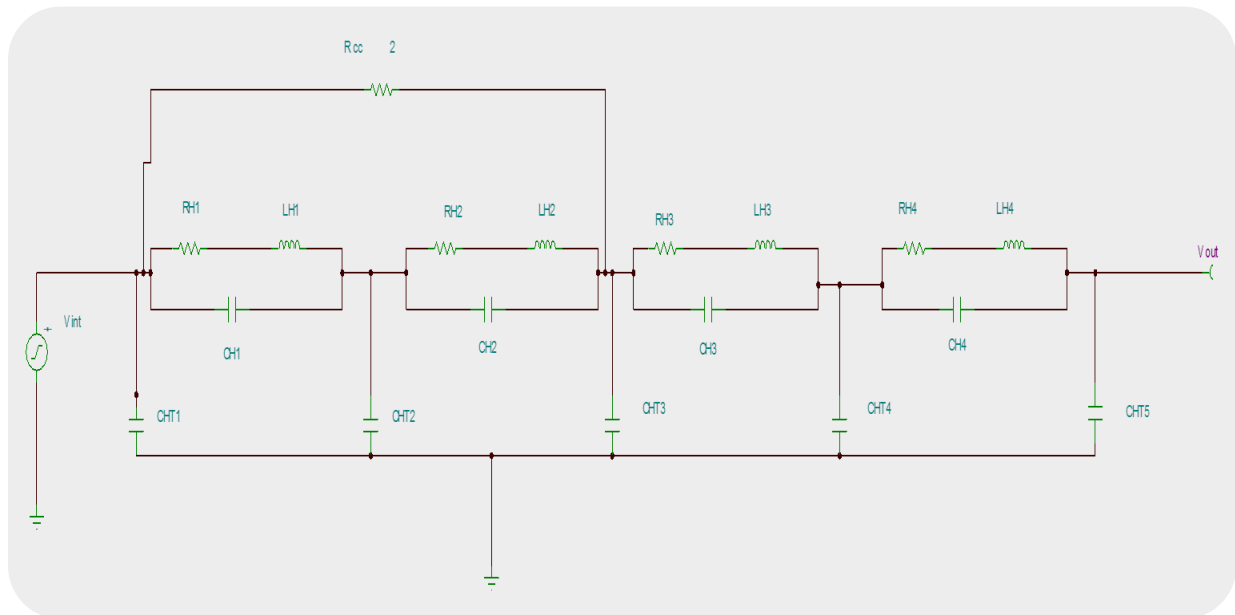 Rcc 2
RH1 LH1 RH2 LH2 RH3 LH3 RH4 LH4
Vout
+ Vint
CH1 CH2 CH3 CH4
CHT1 CHT2 CHT3 CHT4 CHT5